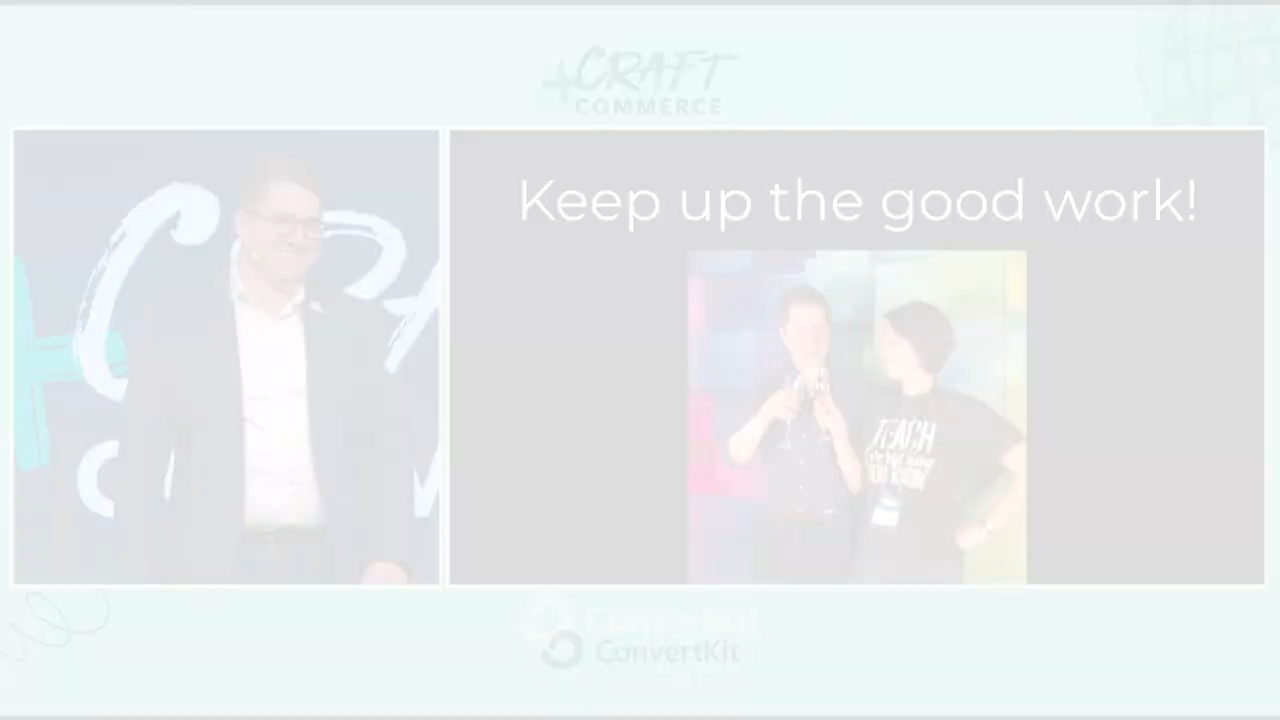 +CRAFT
COMMERCE
Keep up the good work!
TEACH
ConvertKit